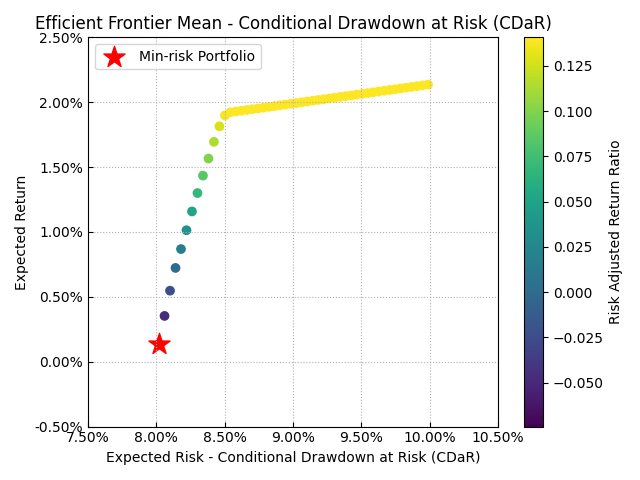 Efficient Frontier Mean - Conditional Drawdown at Risk (CDaR)
Min-risk Portfolio
2.50%
2.00%
1.50%
1.00%
0.50%
0.00%
-0.50%
Expected Return
7.50% 8.00% 8.50% 9.00% 9.50% 10.00% 10.50%
Expected Risk - Conditional Drawdown at Risk (CDaR)
0.125
0.100
0.075
0.050
0.025
0.000
−0.025
−0.050
Risk Adjusted Return Ratio